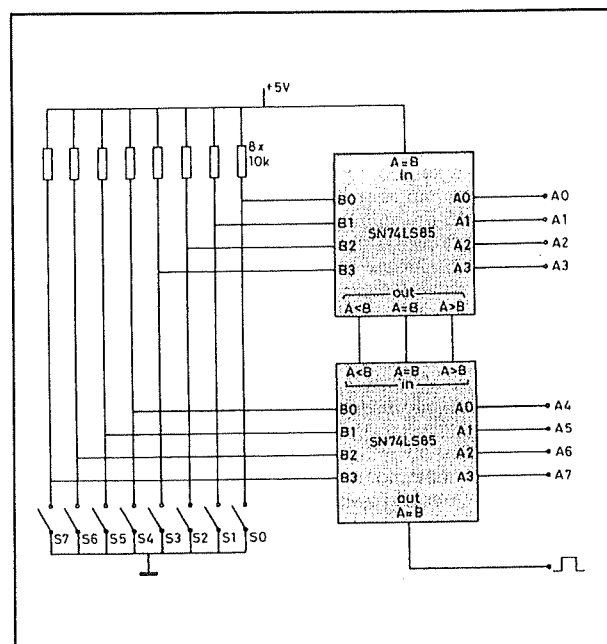 +5V
8x
10k
A=B
in
B0 A0 A0
B1 A1 A1
SN74LS85
B2 A2 A2
B3 A3 A3
out
A<B A=B A>B
A<B A=B A>B
in
B0 A0 A4
B1 A1 A5
SN74LS85
B2 A2 A6
B3 A3 A7
out
A=B
S7 S6 S5 S4 S3 S2 S1 S0